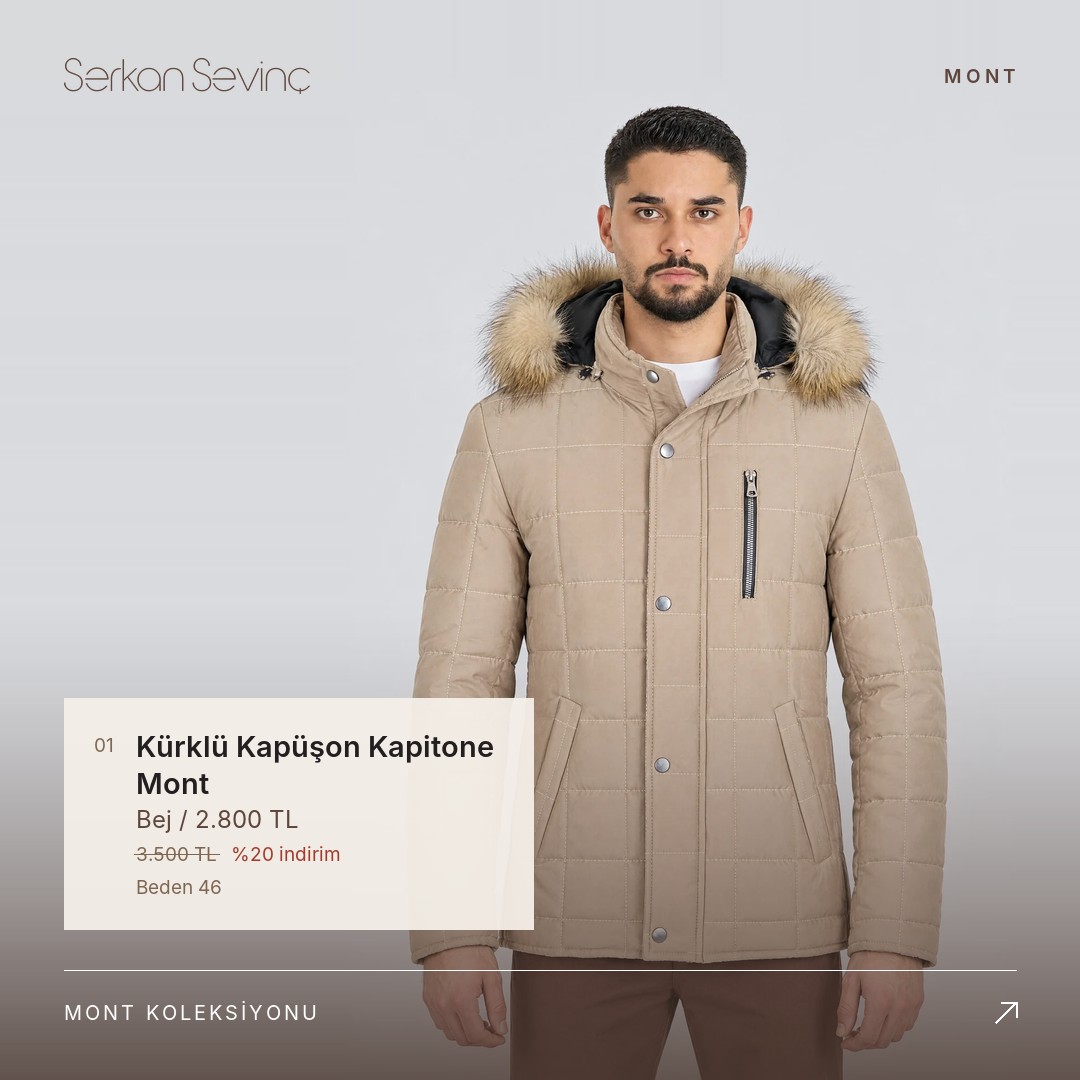 Serkan Sevinç
MONT
01
Kürklü Kapüşon Kapitone
Mont
Bej / 2.800 TL
3.500 TL %20 indirim
Beden 46
MONT KOLEKSİYONU